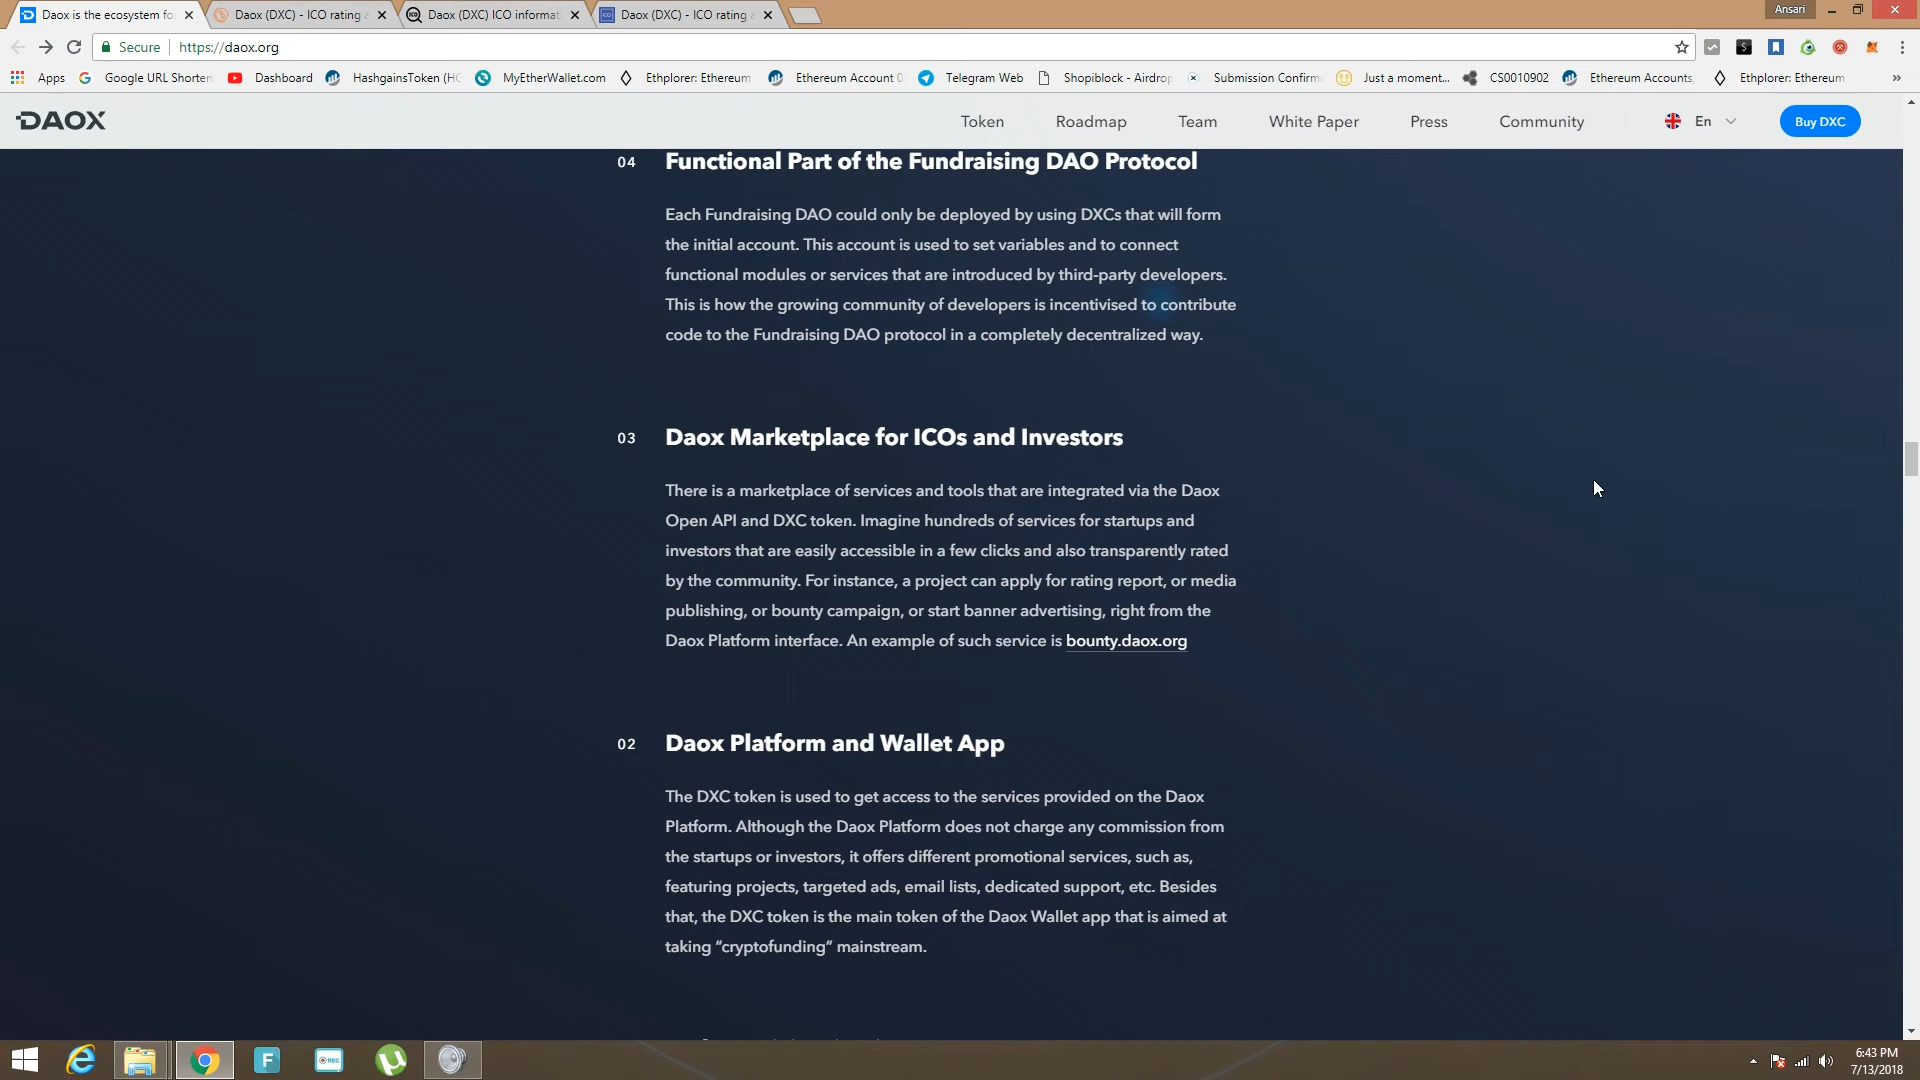 Daox is the ecosystem fo
Daox (DXC) - ICO rating a
Daox (DXC) ICO informat
Daox (DXC) - ICO rating a
Ansari
Secure
https://daox.org
Apps
Google URL Shorten
Dashboard
HashgainsToken (HG
MyEtherWallet.com
Ethplorer: Ethereum
Ethereum Account 0
Telegram Web
Shopiblock - Airdrop
Submission Confirm
Just a moment...
CS0010902
Ethereum Accounts,
Ethplorer: Ethereum
DAOX
Token
Roadmap
Team
White Paper
Press
Community
En
Buy DXC
04
Functional Part of the Fundraising DAO Protocol
Each Fundraising DAO could only be deployed by using DXCs that will form
the initial account. This account is used to set variables and to connect
functional modules or services that are introduced by third-party developers.
This is how the growing community of developers is incentivised to contribute
code to the Fundraising DAO protocol in a completely decentralized way.
03
Daox Marketplace for ICOs and Investors
There is a marketplace of services and tools that are integrated via the Daox
Open API and DXC token. Imagine hundreds of services for startups and
investors that are easily accessible in a few clicks and also transparently rated
by the community. For instance, a project can apply for rating report, or media
publishing, or bounty campaign, or start banner advertising, right from the
Daox Platform interface. An example of such service is bounty.daox.org
02
Daox Platform and Wallet App
The DXC token is used to get access to the services provided on the Daox
Platform. Although the Daox Platform does not charge any commission from
the startups or investors, it offers different promotional services, such as,
featuring projects, targeted ads, email lists, dedicated support, etc. Besides
that, the DXC token is the main token of the Daox Wallet app that is aimed at
taking “cryptofunding” mainstream.
6:43 PM
7/13/2018